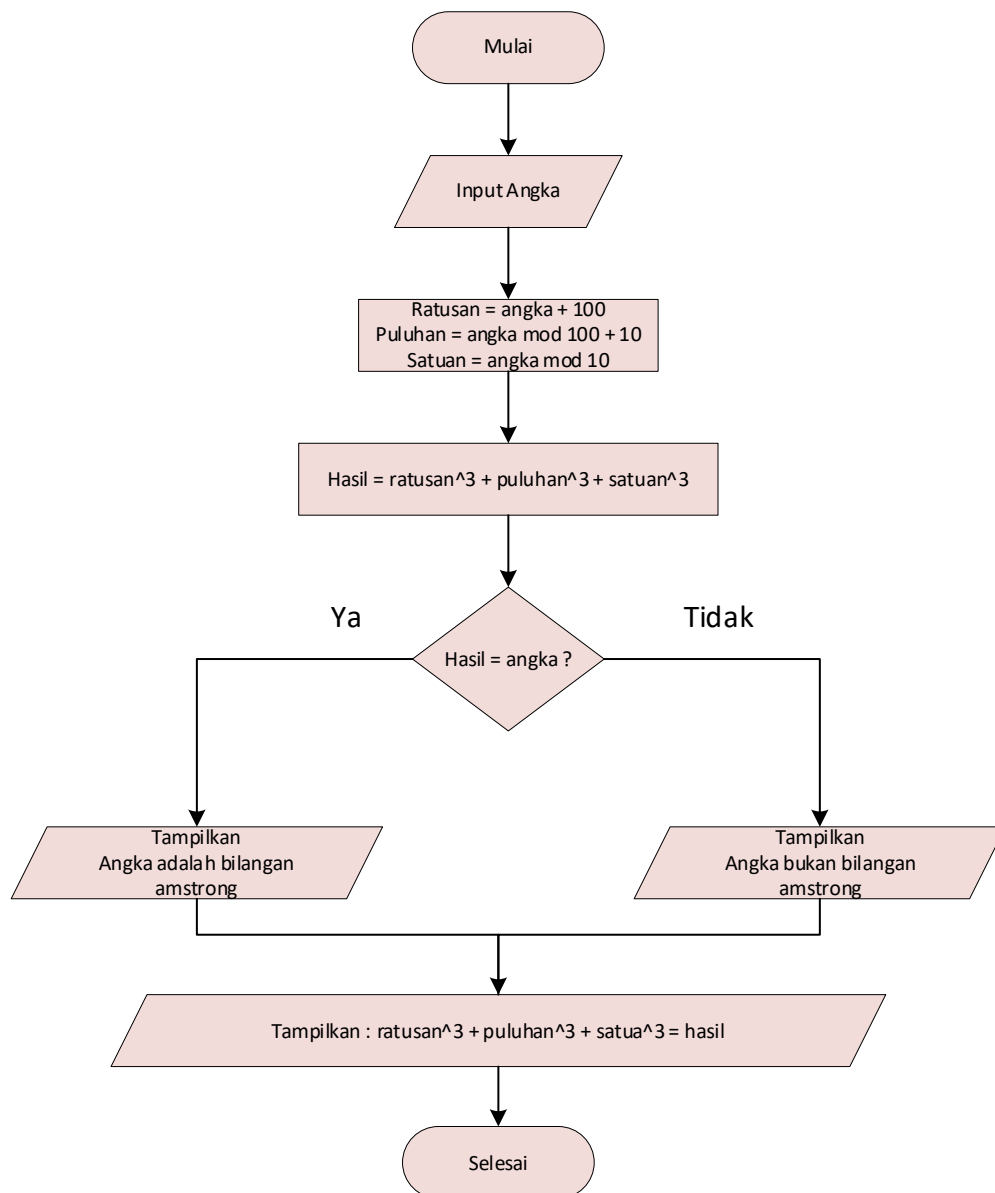 Mulai
Input Angka
Ratusan = angka + 100
Puluhan = angka mod 100 + 10
Satuan = angka mod 10
Hasil = ratusan^3 + puluhan^3 + satuan^3
Ya
Tidak
Hasil = angka ?
Tampilkan
Angka adalah bilangan
amstrong
Tampilkan
Angka bukan bilangan
amstrong
Tampilkan : ratusan^3 + puluhan^3 + satua^3 = hasil
Selesai